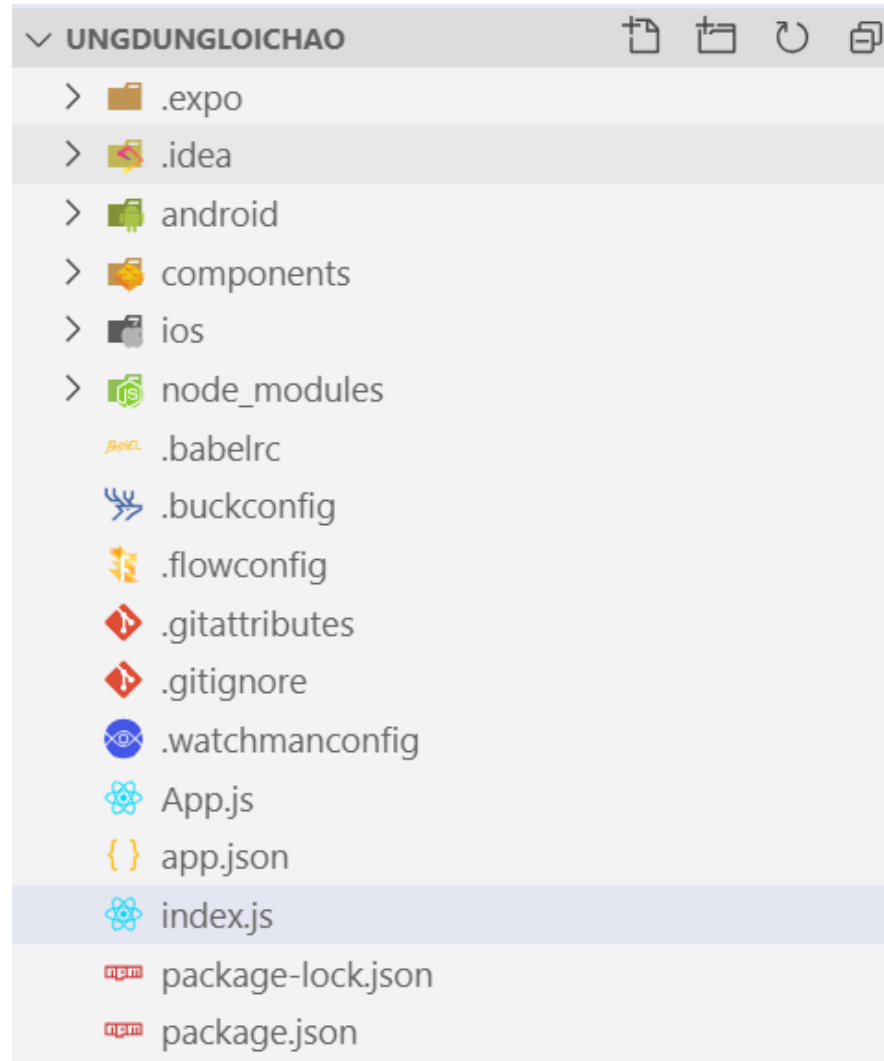 UNGDUNGLOICHAO
.expo
.idea
android
components
ios
node_modules
.babelrc
.buckconfig
.flowconfig
.gitattributes
.gitignore
.watchmanconfig
App.js
app.json
index.js
package-lock.json
package.json